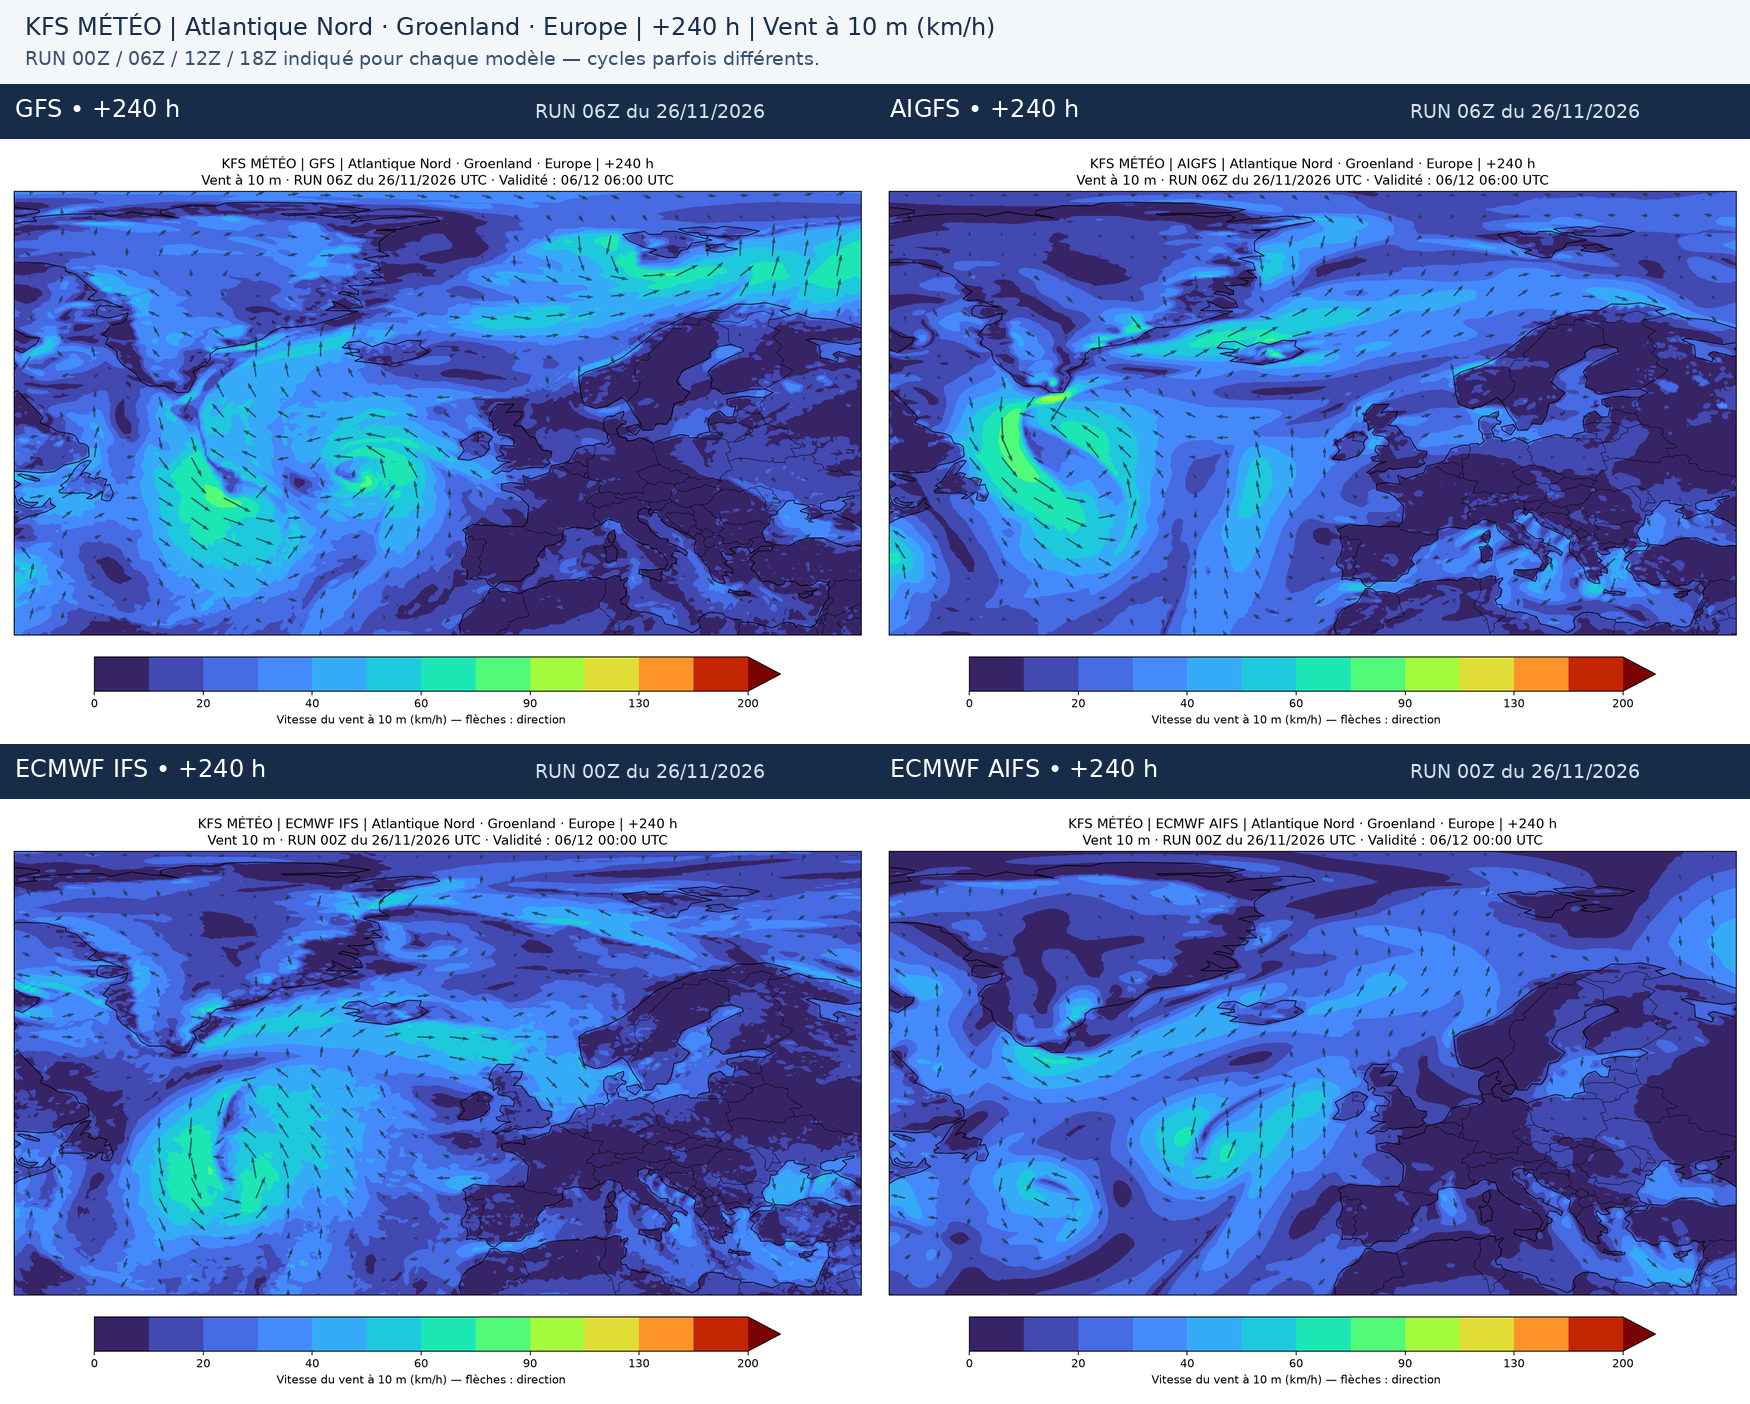 KFS MÉTÉO | Atlantique Nord · Groenland · Europe | +240 h | Vent à 10 m (km/h)
RUN 00Z / 06Z / 12Z / 18Z indiqué pour chaque modèle — cycles parfois différents.
GFS • +240 h
RUN 06Z du 26/11/2026
KFS MÉTÉO | GFS | Atlantique Nord · Groenland · Europe | +240 h
Vent à 10 m · RUN 06Z du 26/11/2026 UTC · Validité : 06/12 06:00 UTC
0 20 40 60 90 130 200
Vitesse du vent à 10 m (km/h) — flèches : direction
AIGFS • +240 h
RUN 06Z du 26/11/2026
KFS MÉTÉO | AIGFS | Atlantique Nord · Groenland · Europe | +240 h
Vent à 10 m · RUN 06Z du 26/11/2026 UTC · Validité : 06/12 06:00 UTC
0 20 40 60 90 130 200
Vitesse du vent à 10 m (km/h) — flèches : direction
ECMWF IFS • +240 h
RUN 00Z du 26/11/2026
KFS MÉTÉO | ECMWF IFS | Atlantique Nord · Groenland · Europe | +240 h
Vent 10 m · RUN 00Z du 26/11/2026 UTC · Validité : 06/12 00:00 UTC
0 20 40 60 90 130 200
Vitesse du vent à 10 m (km/h) — flèches : direction
ECMWF AIFS • +240 h
RUN 00Z du 26/11/2026
KFS MÉTÉO | ECMWF AIFS | Atlantique Nord · Groenland · Europe | +240 h
Vent 10 m · RUN 00Z du 26/11/2026 UTC · Validité : 06/12 00:00 UTC
0 20 40 60 90 130 200
Vitesse du vent à 10 m (km/h) — flèches : direction